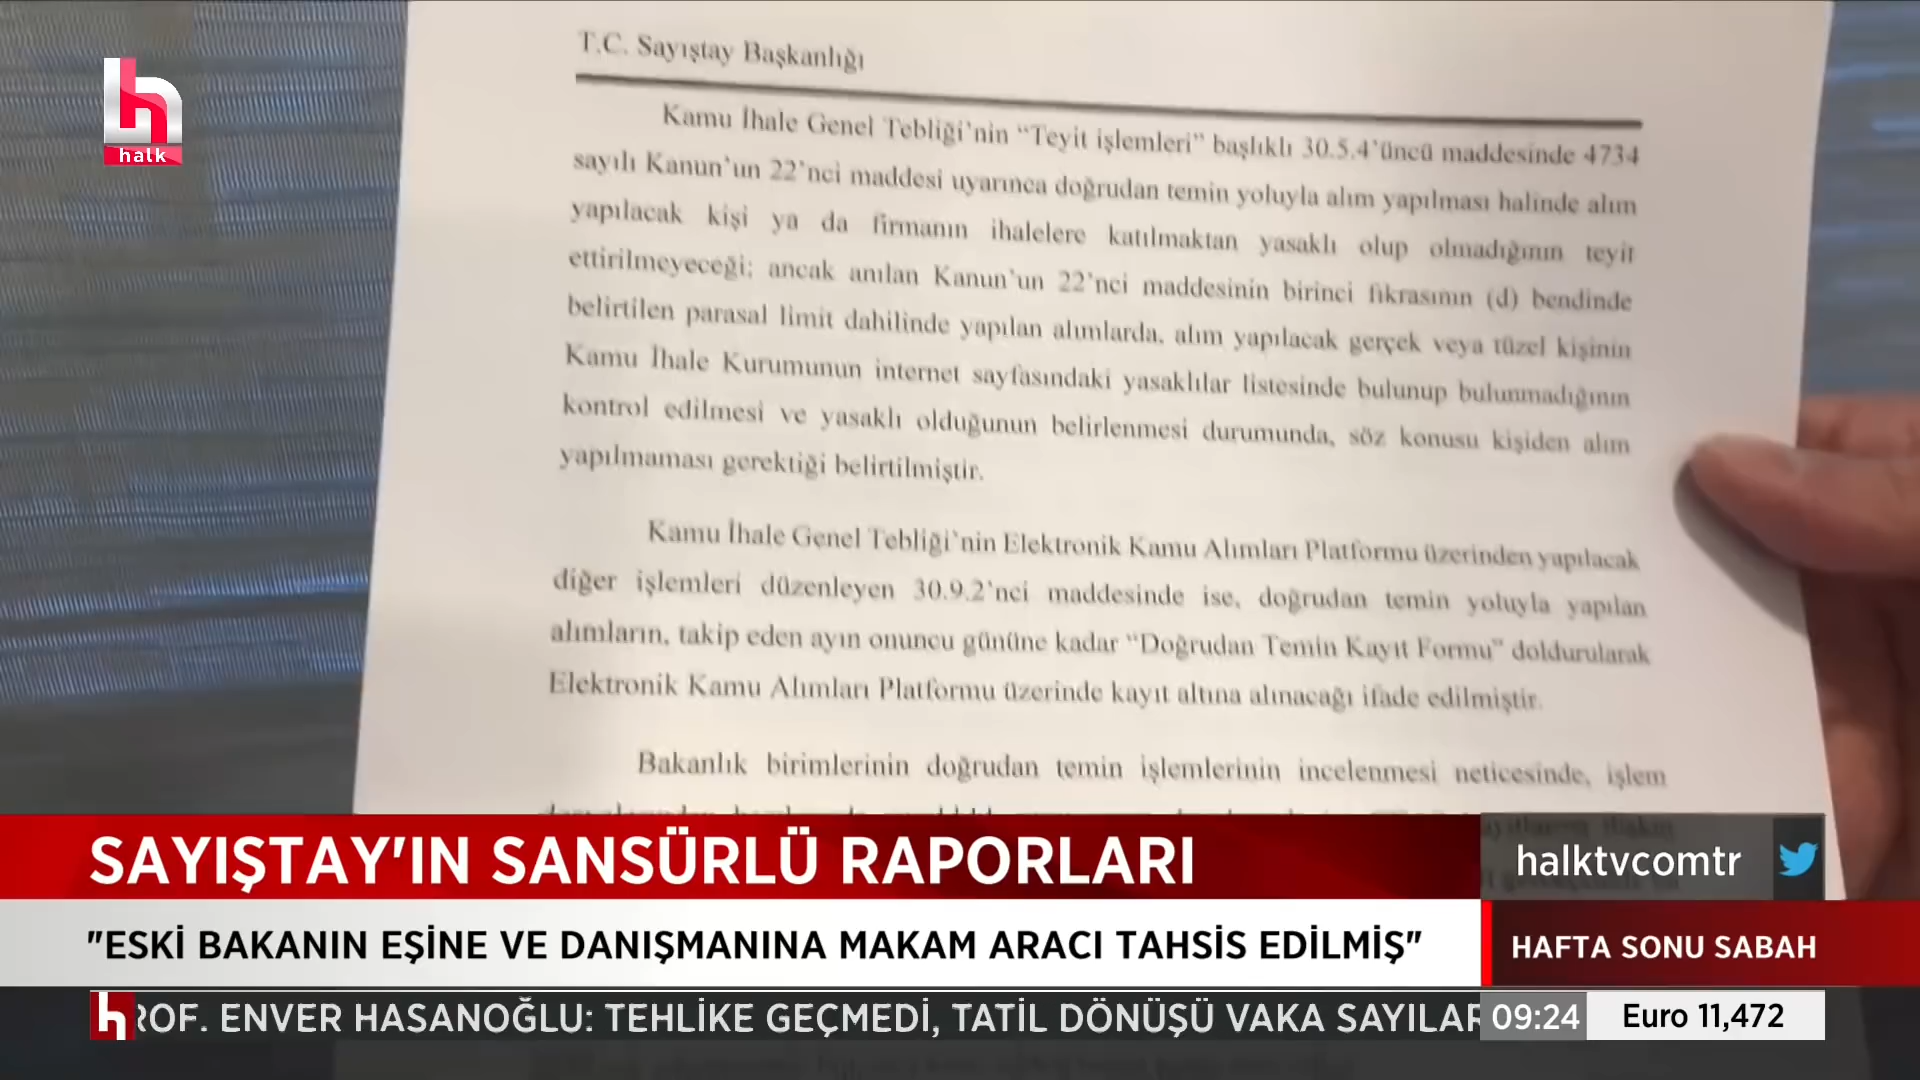 T.C. Sayıştay Başkanlığı
halk
Kamu İhale Genel Tebliği'nin "Teyit işlemleri" başlıklı 30.5.4'üncü maddesinde 4734
sayılı Kanun'un 22'nci maddesi uyarınca doğrudan temin yoluyla alım yapılması halinde alım
yapılacak kişi ya da firmanın ihalelere katılmaktan yasaklı olup olmadığının teyit
ettirilmeyeceği; ancak anılan Kanun'un 22'nci maddesinin birinci fıkrasının (d) bendinde
belirtilen parasal limit dahilinde yapılan alımlarda, alım yapılacak gerçek veya tüzel kişinin
Kamu İhale Kurumunun internet sayfasındaki yasaklılar listesinde bulunup bulunmadığının
kontrol edilmesi ve yasaklı olduğunun belirlenmesi durumunda, söz konusu kişiden alım
yapılmaması gerektiği belirtilmiştir.
Kamu İhale Genel Tebliği'nin Elektronik Kamu Alımları Platformu üzerinden yapılacak
diğer işlemleri düzenleyen 30.9.2'nci maddesinde ise, doğrudan temin yoluyla yapılan
alımların, takip eden ayın onuncu gününe kadar "Doğrudan Temin Kayıt Formu" doldurularak
Elektronik Kamu Alımları Platformu üzerinde kayıt altına alınacağı ifade edilmiştir.
Bakanlık birimlerinin doğrudan temin işlemlerinin incelenmesi neticesinde, işlem
SAYIŞTAY'IN SANSÜRLÜ RAPORLARI
halktvcomtr
"ESKİ BAKANIN EŞİNE VE DANIŞMANINA MAKAM ARACI TAHSİS EDİLMİŞ"
HAFTA SONU SABAH
ROF. ENVER HASANOĞLU: TEHLİKE GEÇMEDİ, TATİL DÖNÜŞÜ VAKA SAYILAR
09:24
Euro 11,472